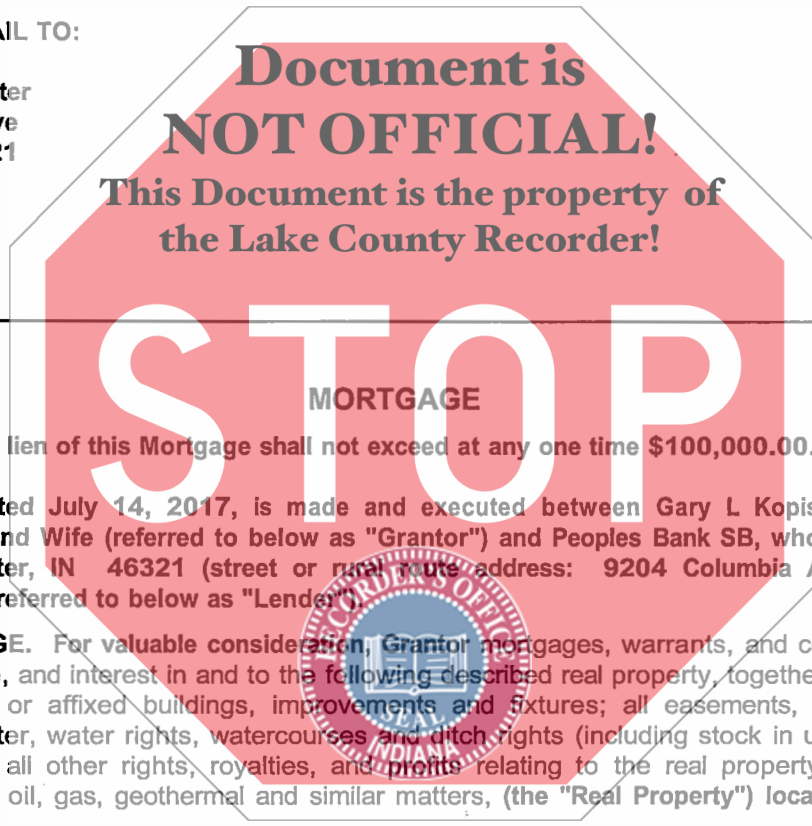 AIL TO:
ter
ve
21
Document is
NOT OFFICIAL!
This Document is the property of
the Lake County Recorder!
STOP
MORTGAGE
lien of this Mortgage shall not exceed at any one time $100,000.00.
ted July 14, 2017, is made and executed between Gary L Kopis
nd Wife (referred to below as "Grantor") and Peoples Bank SB, who
ter, IN 46321 (street or rural route address: 9204 Columbia A
referred to below as "Lender").
GE. For valuable consideration, Grantor mortgages, warrants, and c
, and interest in and to the following described real property, togethe
or affixed buildings, improvements and fixtures; all easements,
ter, water rights, watercourses and ditch rights (including stock in u
all other rights, royalties, and profits relating to the real property
oil, gas, geothermal and similar matters, (the "Real Property") loca
RECORDER'S OFFICE
SEAL
INDIANA